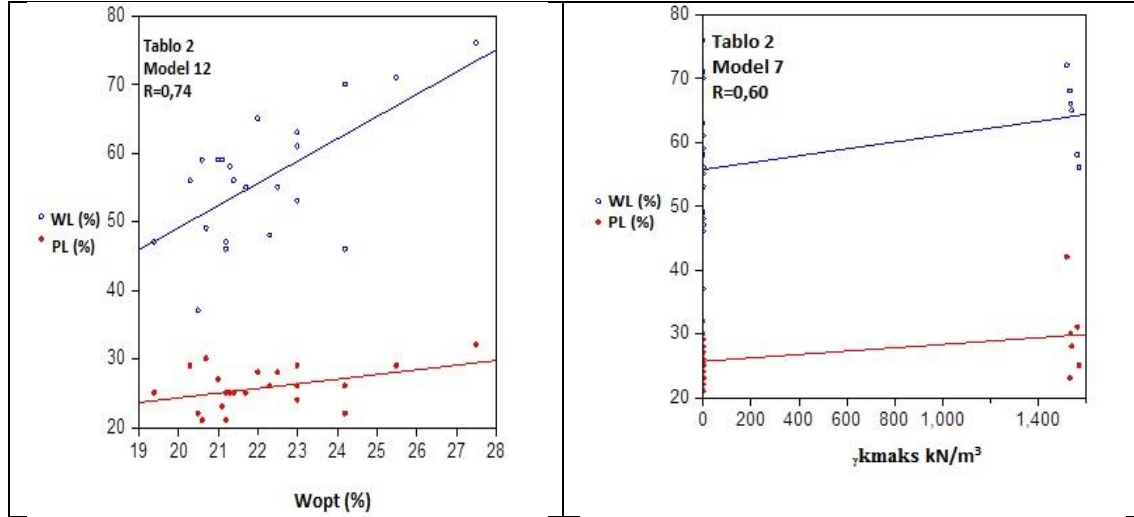 80
70
60
50
40
30
20
Tablo 2
Model 12
R=0,74
WL (%)
PL (%)
19 20 21 22 23 24 25 26 27 28
Wopt (%)
80
70
60
50
40
30
20
Tablo 2
Model 7
R=0,60
WL (%)
PL (%)
0 200 400 600 800 1,000 1,400
γkmaks kN/m³